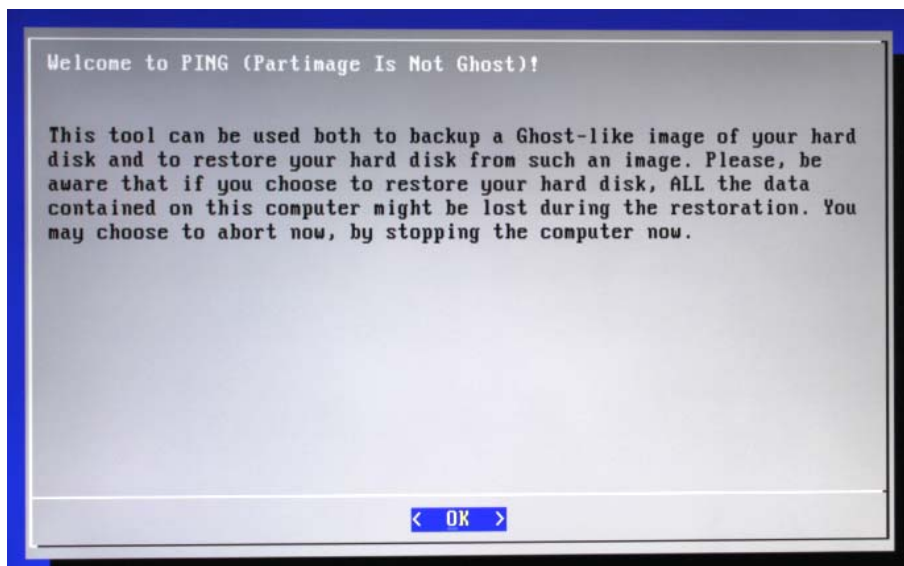 Welcome to PING (Partimage Is Not Ghost)!
This tool can be used both to backup a Ghost-like image of your hard
disk and to restore your hard disk from such an image. Please, be
aware that if you choose to restore your hard disk, ALL the data
contained on this computer might be lost during the restoration. You
may choose to abort now, by stopping the computer now.
< OK >